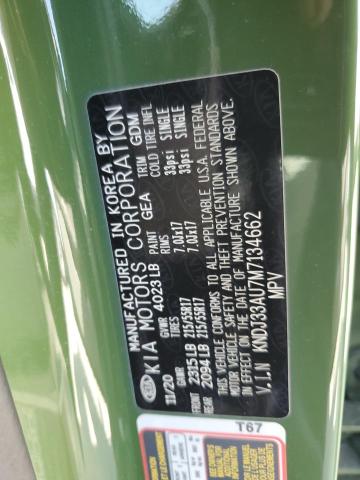 MANUFACTURED IN KOREA BY
KIA MOTORS CORPORATION
11/20 GVWR 4023 LB PAINT GEA TRIM GDM
GAWR TIRES RIMS COLD TIRE INFL
FRONT 2315 LB 215/55R17 7.0JX17 33psi SINGLE
REAR 2094 LB 215/55R17 7.0JX17 33psi SINGLE
THIS VEHICLE CONFORMS TO ALL APPLICABLE U.S.A. FEDERAL
MOTOR VEHICLE SAFETY AND THEFT PREVENTION STANDARDS
IN EFFECT ON THE DATE OF MANUFACTURE SHOWN ABOVE.
V.I.N KNDJ33AU7M7134662
MPV
T67